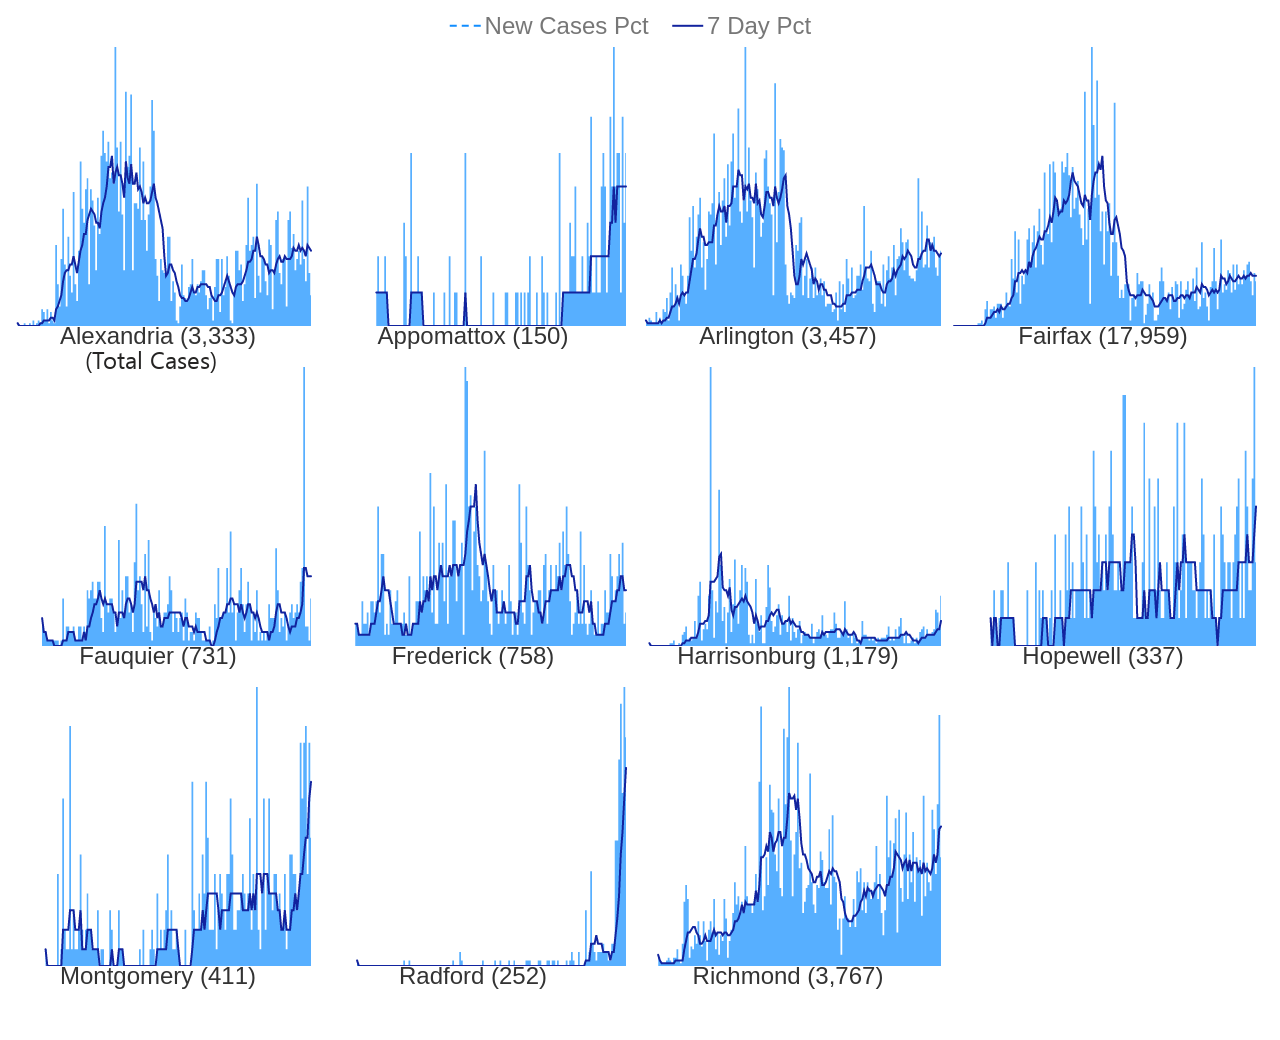 New Cases Pct 7 Day Pct
Alexandria (3,333) Appomattox (150) Arlington (3,457) Fairfax (17,959)
(Total Cases)
Fauquier (731) Frederick (758) Harrisonburg (1,179) Hopewell (337)
Montgomery (411) Radford (252) Richmond (3,767)